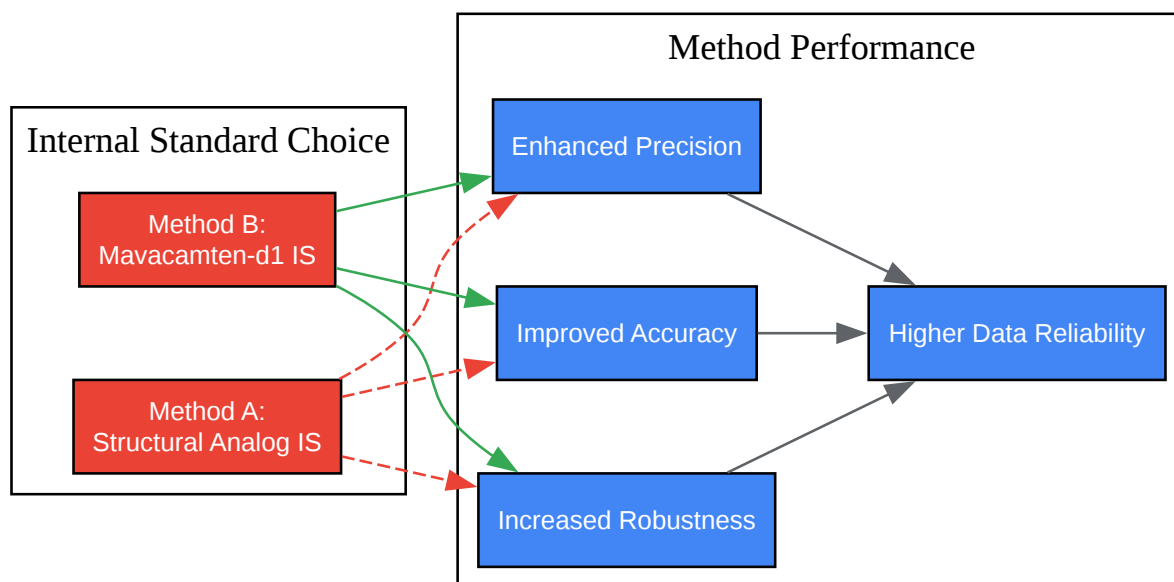 Internal Standard Choice
Method B:
Mavacamten-d1 IS
Method A:
Structural Analog IS
Method Performance
Enhanced Precision
Improved Accuracy
Increased Robustness
Higher Data Reliability